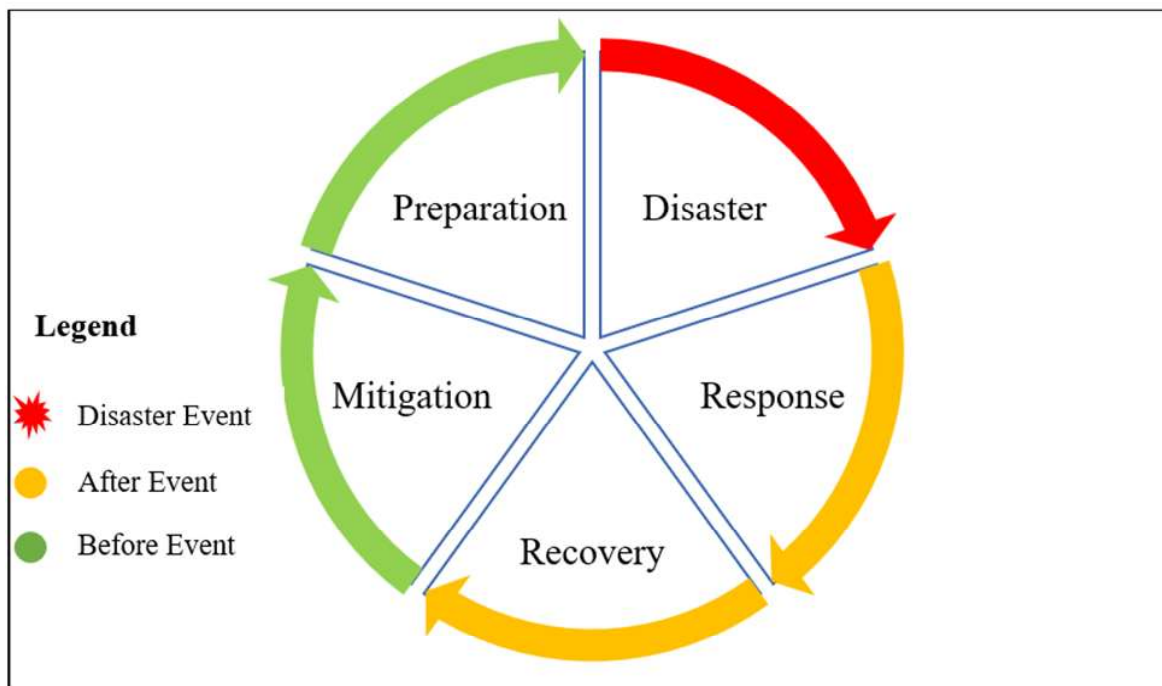 Preparation
Disaster
Legend
Mitigation
Response
Disaster Event
After Event
Before Event
Recovery